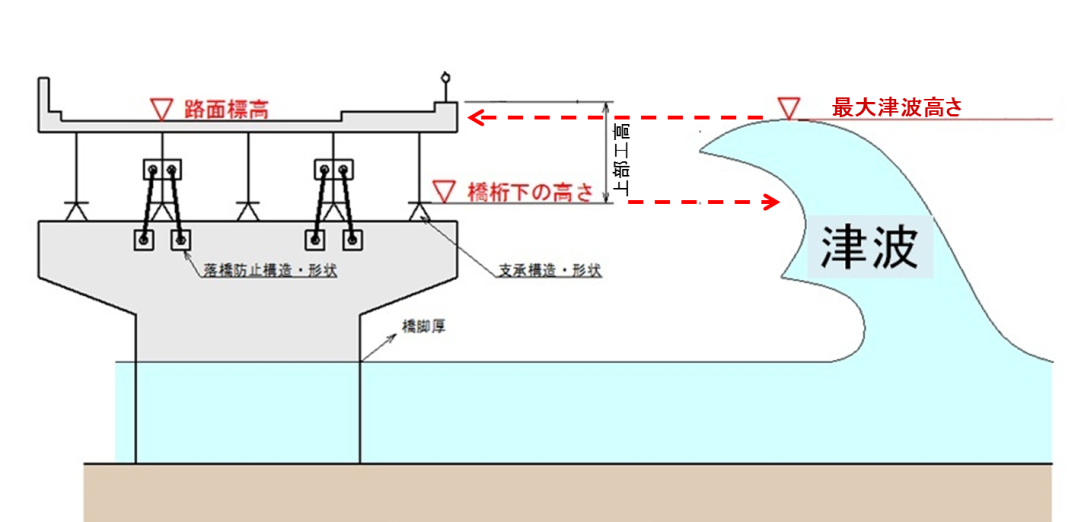 路面標高
最大津波高さ
上部工高
橋桁下の高さ
津波
落橋防止構造・形状
支承構造・形状
橋脚厚